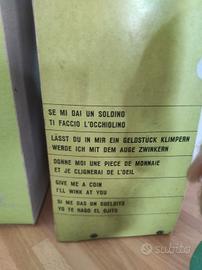 SE MI DAI UN SOLDINO
TI FACCIO L'OCCHIOLINO
LÄSST DU IN MIR EIN GELDSTÜCK KLIMPERN
WERDE ICH MIT DEM AUGE ZWINKERN
DONNE MOI UNE PIECE DE MONNAIE
ET JE CLIGNERAI DE L'OEIL
GIVE ME A COIN
I'LL WINK AT YOU
SI ME DAS UN SUELDITO
YO TE HAGO EL OJITO
subito